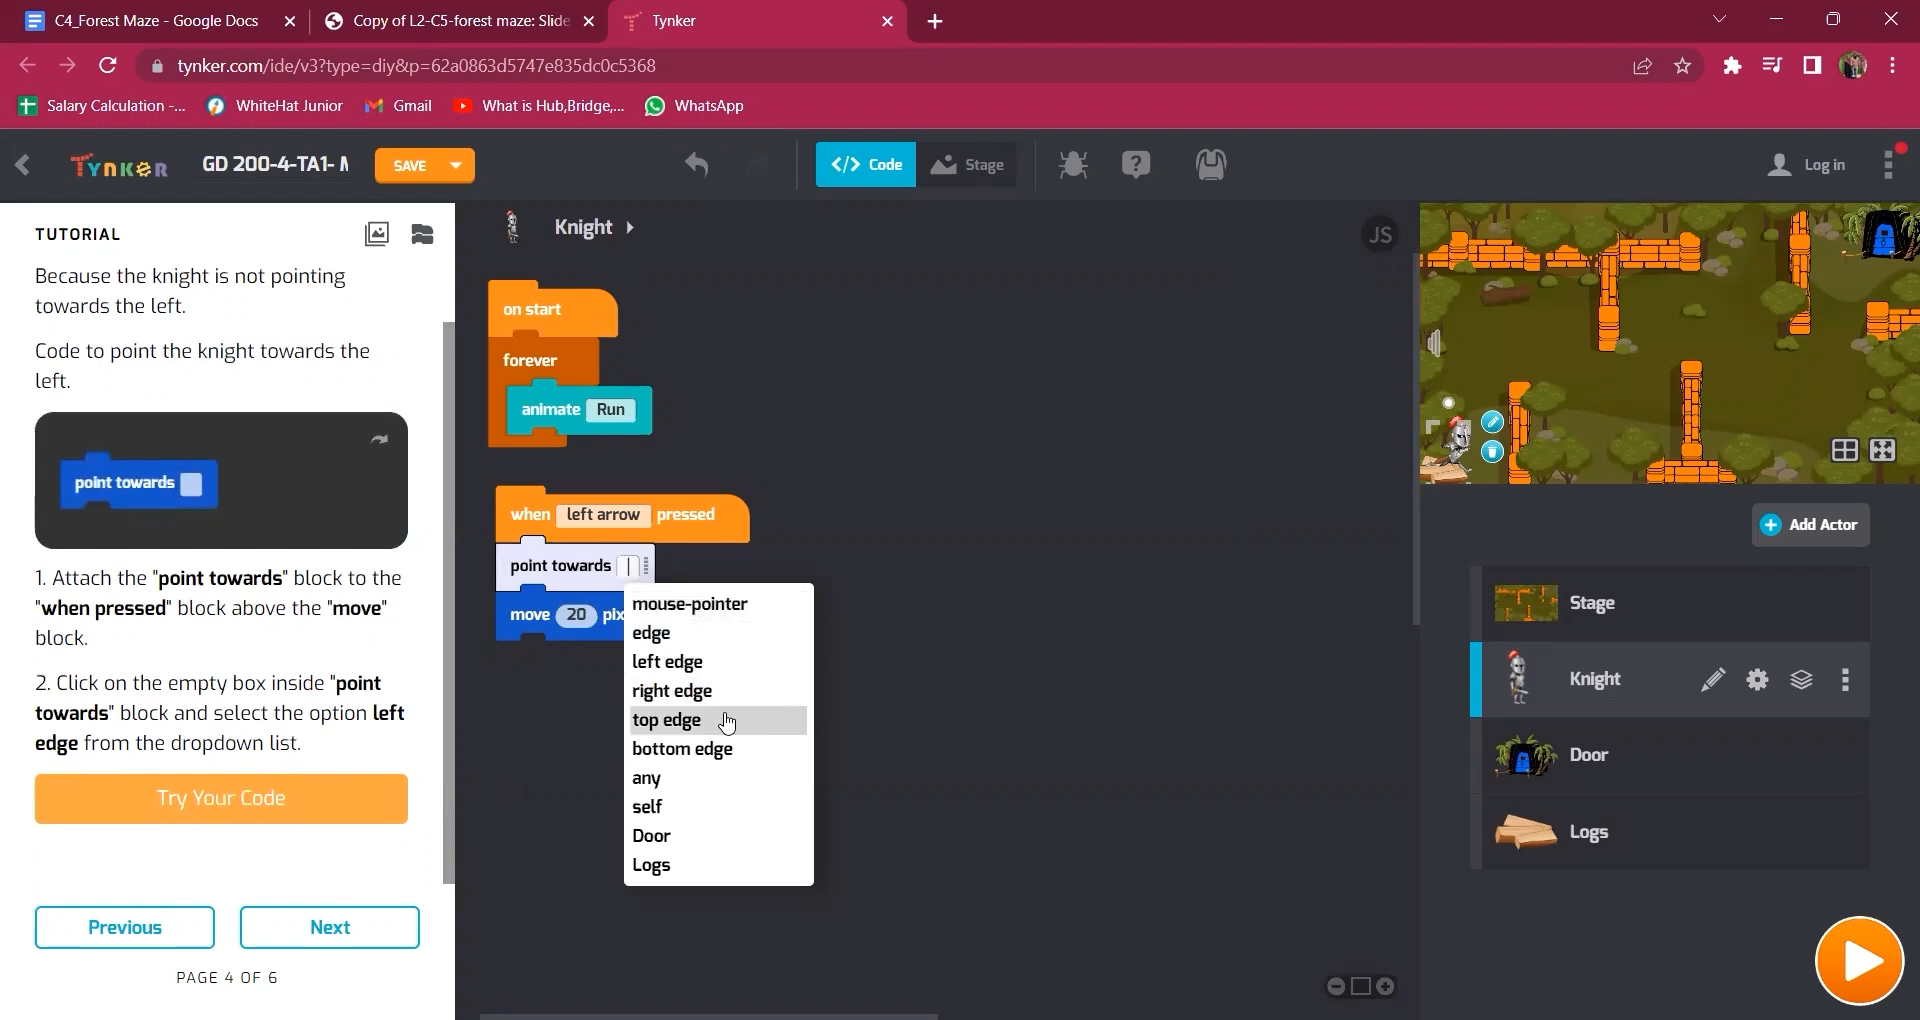 C4_Forest Maze - Google Docs
Copy of L2-C5-forest maze: Slide
Tynker
tynker.com/ide/v3?type=diy&p=62a0863d5747e835dc0c5368
Salary Calculation -...
WhiteHat Junior
Gmail
What is Hub,Bridge,...
WhatsApp
TYNKER
GD 200-4-TA1- M
SAVE
</> Code
Stage
Log in
TUTORIAL
Because the knight is not pointing
towards the left.
Code to point the knight towards the
left.
point towards
1. Attach the "point towards" block to the
"when pressed" block above the "move"
block.
2. Click on the empty box inside "point
towards" block and select the option left
edge from the dropdown list.
Try Your Code
Previous
Next
PAGE 4 OF 6
Knight
JS
on start
forever
animate Run
when left arrow pressed
point towards
move 20 pix
mouse-pointer
edge
left edge
right edge
top edge
bottom edge
any
self
Door
Logs
Add Actor
Stage
Knight
Door
Logs